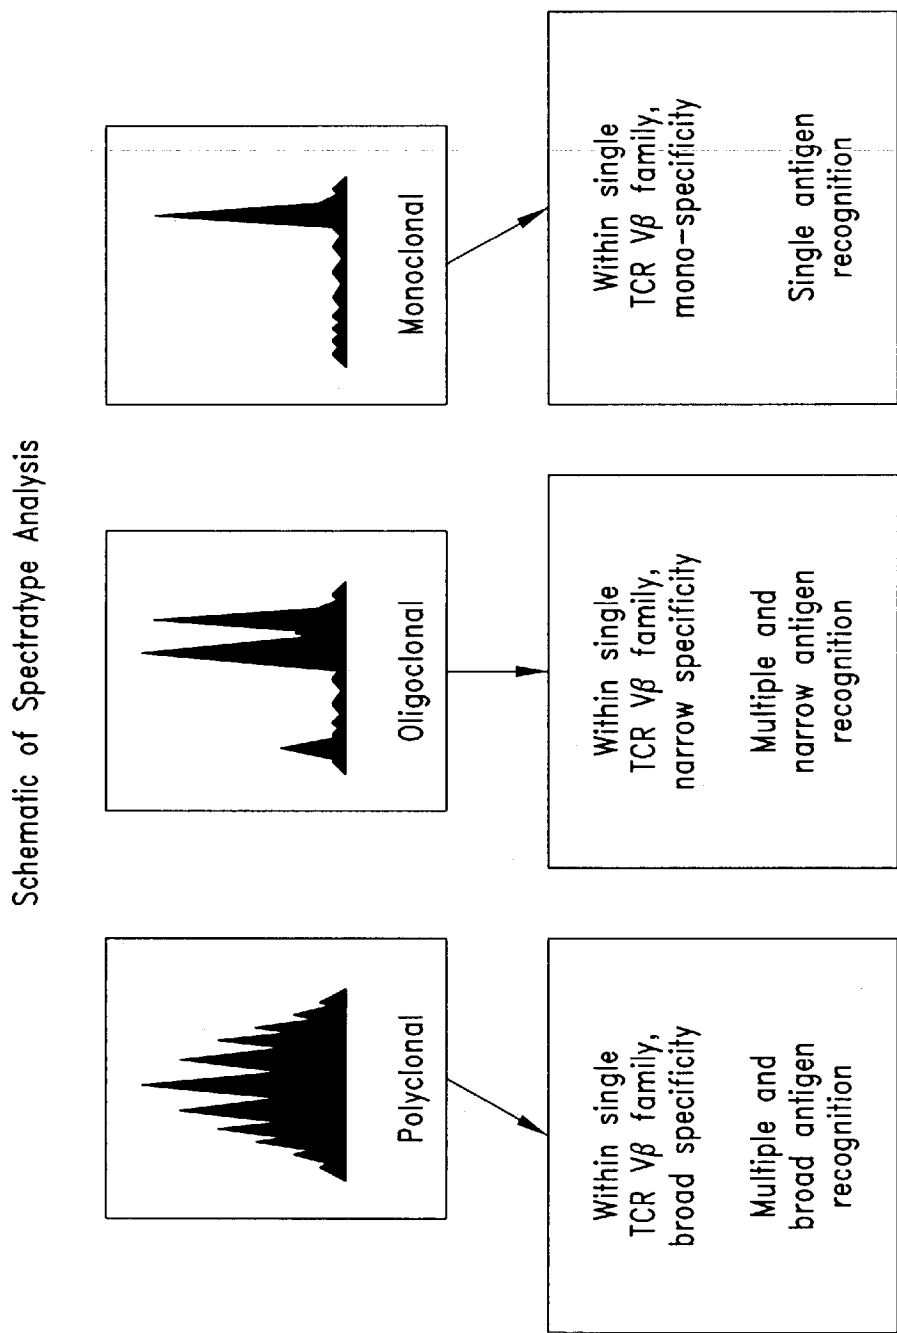 Schematic of Spectratype Analysis
Polyclonal
Oligoclonal
Monoclonal
Within single
TCR Vβ family,
broad specificity
Multiple and
broad antigen
recognition
Within single
TCR Vβ family,
narrow specificity
Multiple and
narrow antigen
recognition
Within single
TCR Vβ family,
mono-specificity
Single antigen
recognition